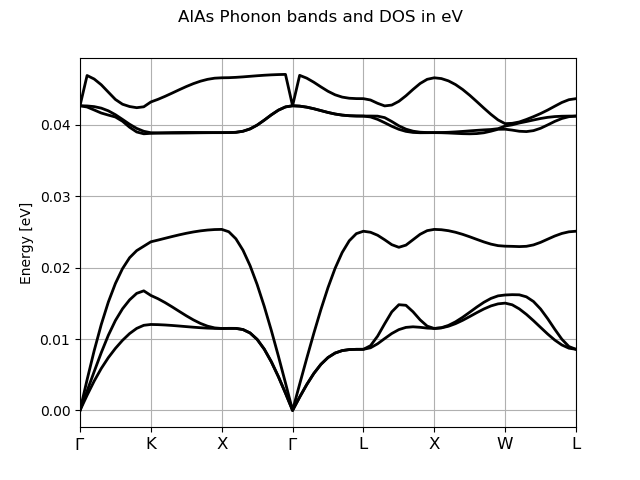 AlAs Phonon bands and DOS in eV
Energy [eV]
0.04
0.03
0.02
0.01
0.00
Γ K X Γ L X W L